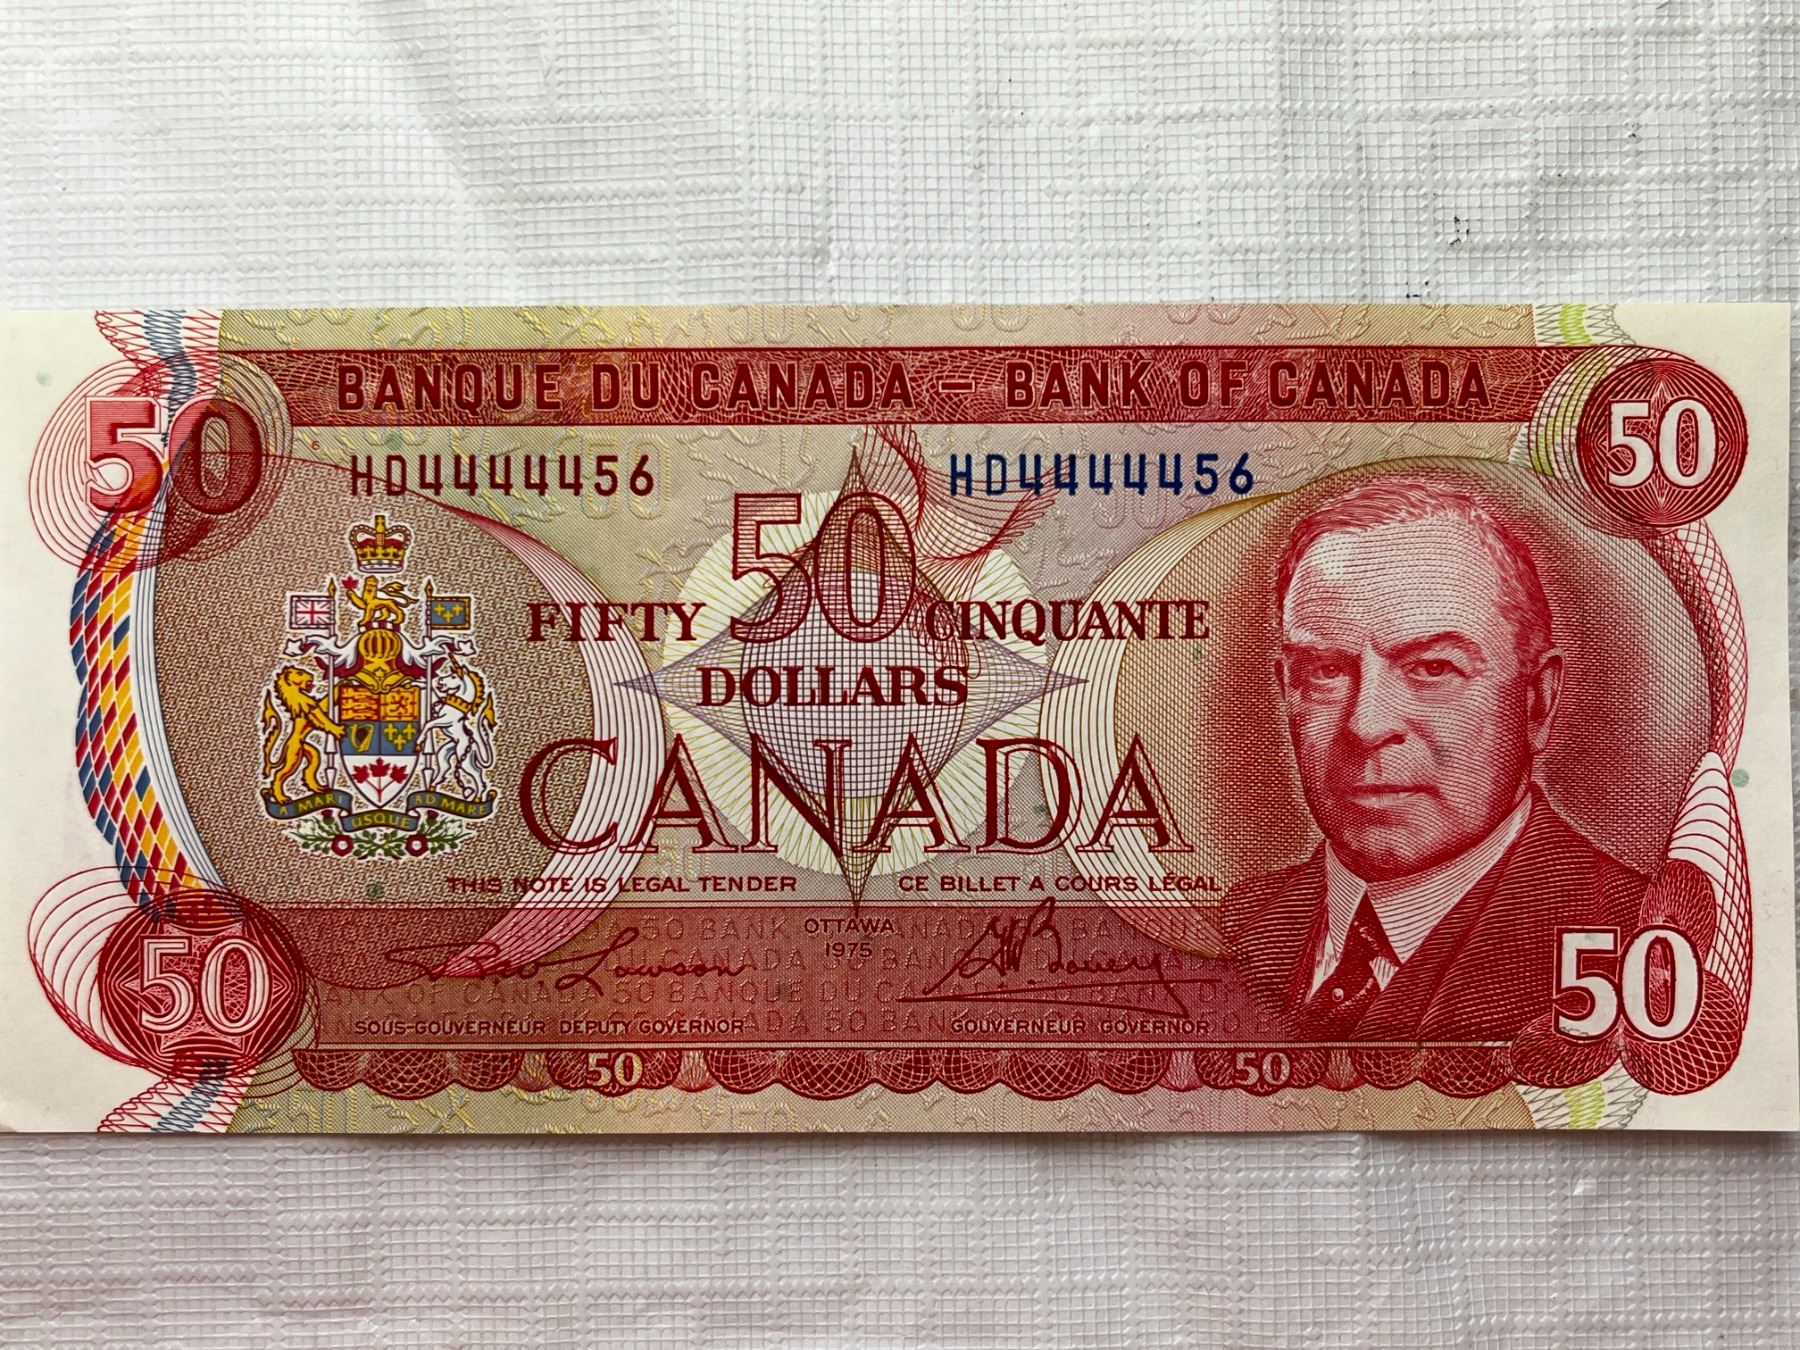 BANQUE DU CANADA – BANK OF CANADA
50 50
6
HD4444456 HD4444456
50
FIFTY CINQUANTE
DOLLARS
CANADA
A MARI USQUE AD MARE
THIS NOTE IS LEGAL TENDER CE BILLET A COURS LÉGAL
OTTAWA
1975
50 50
SOUS-GOUVERNEUR DEPUTY GOVERNOR GOUVERNEUR GOVERNOR
50 50